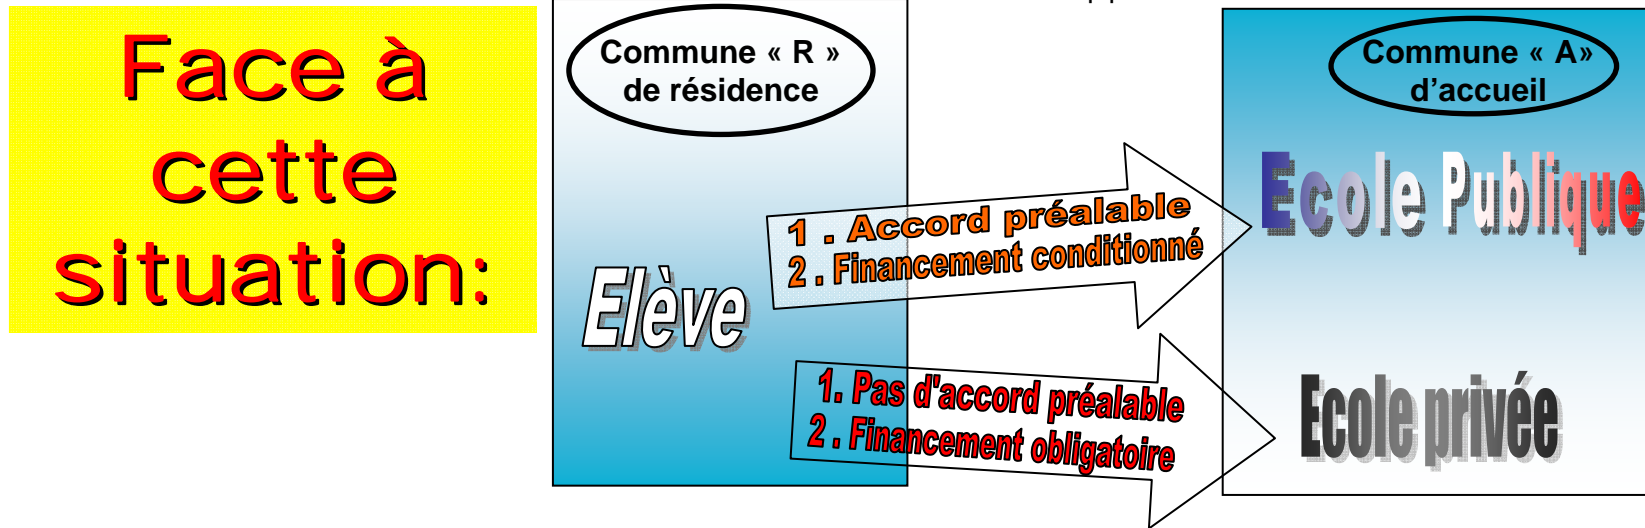 Face à
cette
situation:
Commune « R »
de résidence
Elève
1 . Accord préalable
2 . Financement conditionné
1. Pas d'accord préalable
2 . Financement obligatoire
Commune « A»
d'accueil
Ecole Publique
Ecole privée